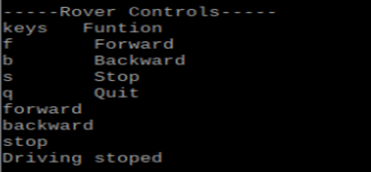 -----Rover Controls-----
keys Funtion
f Forward
b Backward
s Stop
q Quit
forward
backward
stop
Driving stoped